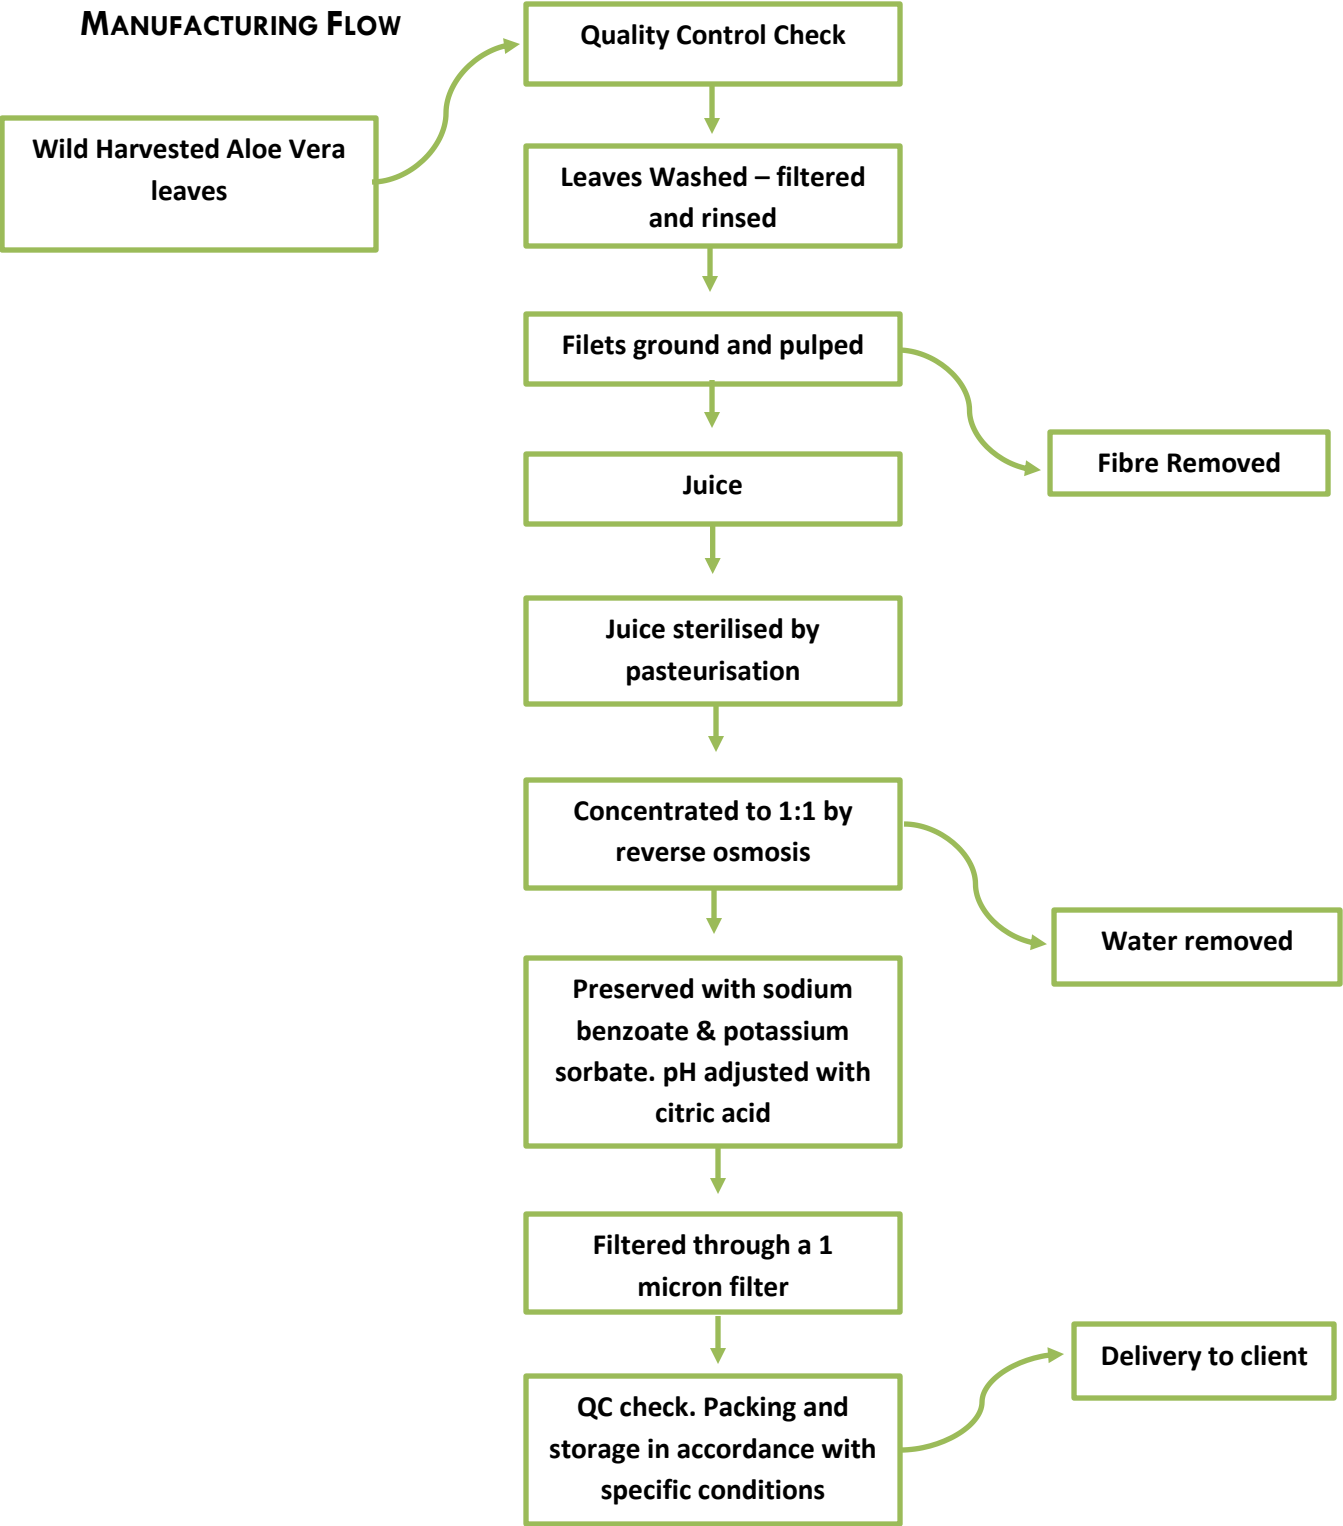 MANUFACTURING FLOW
Quality Control Check
Wild Harvested Aloe Vera
leaves
Leaves Washed – filtered
and rinsed
Filets ground and pulped
Fibre Removed
Juice
Juice sterilised by
pasteurisation
Concentrated to 1:1 by
reverse osmosis
Water removed
Preserved with sodium
benzoate & potassium
sorbate. pH adjusted with
citric acid
Filtered through a 1
micron filter
Delivery to client
QC check. Packing and
storage in accordance with
specific conditions